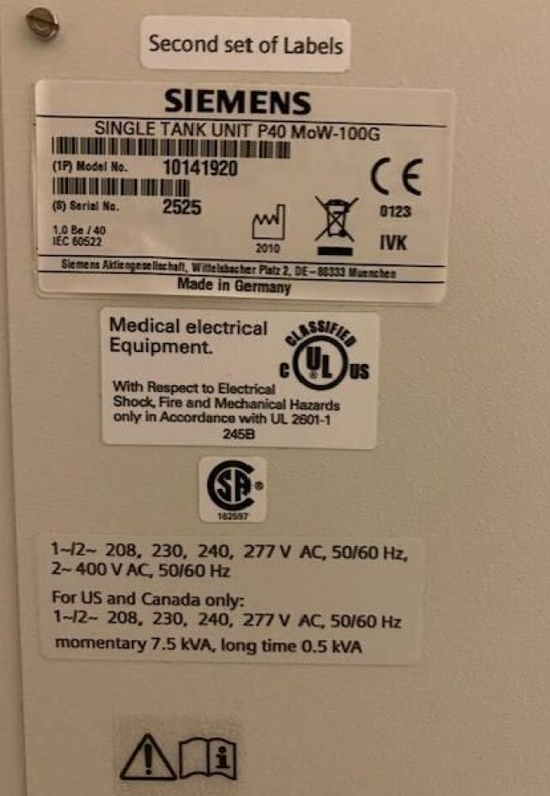 Second set of Labels
SIEMENS
SINGLE TANK UNIT P40 MoW-100G
(1P) Model No. 10141920
(S) Serial No. 2525
1,0 Be / 40
IEC 60522
2010
0123
IVK
CE
Siemens Aktiengesellschaft, Wittelsbacher Platz 2, DE-80333 Muenchen
Made in Germany
Medical electrical
Equipment.
CLASSIFIED
C UL ® US
With Respect to Electrical
Shock, Fire and Mechanical Hazards
only in Accordance with UL 2601-1
245B
SA ®
162597
1~/2~ 208, 230, 240, 277 V AC, 50/60 Hz,
2~ 400 V AC, 50/60 Hz
For US and Canada only:
1~/2~ 208, 230, 240, 277 V AC, 50/60 Hz
momentary 7.5 kVA, long time 0.5 kVA